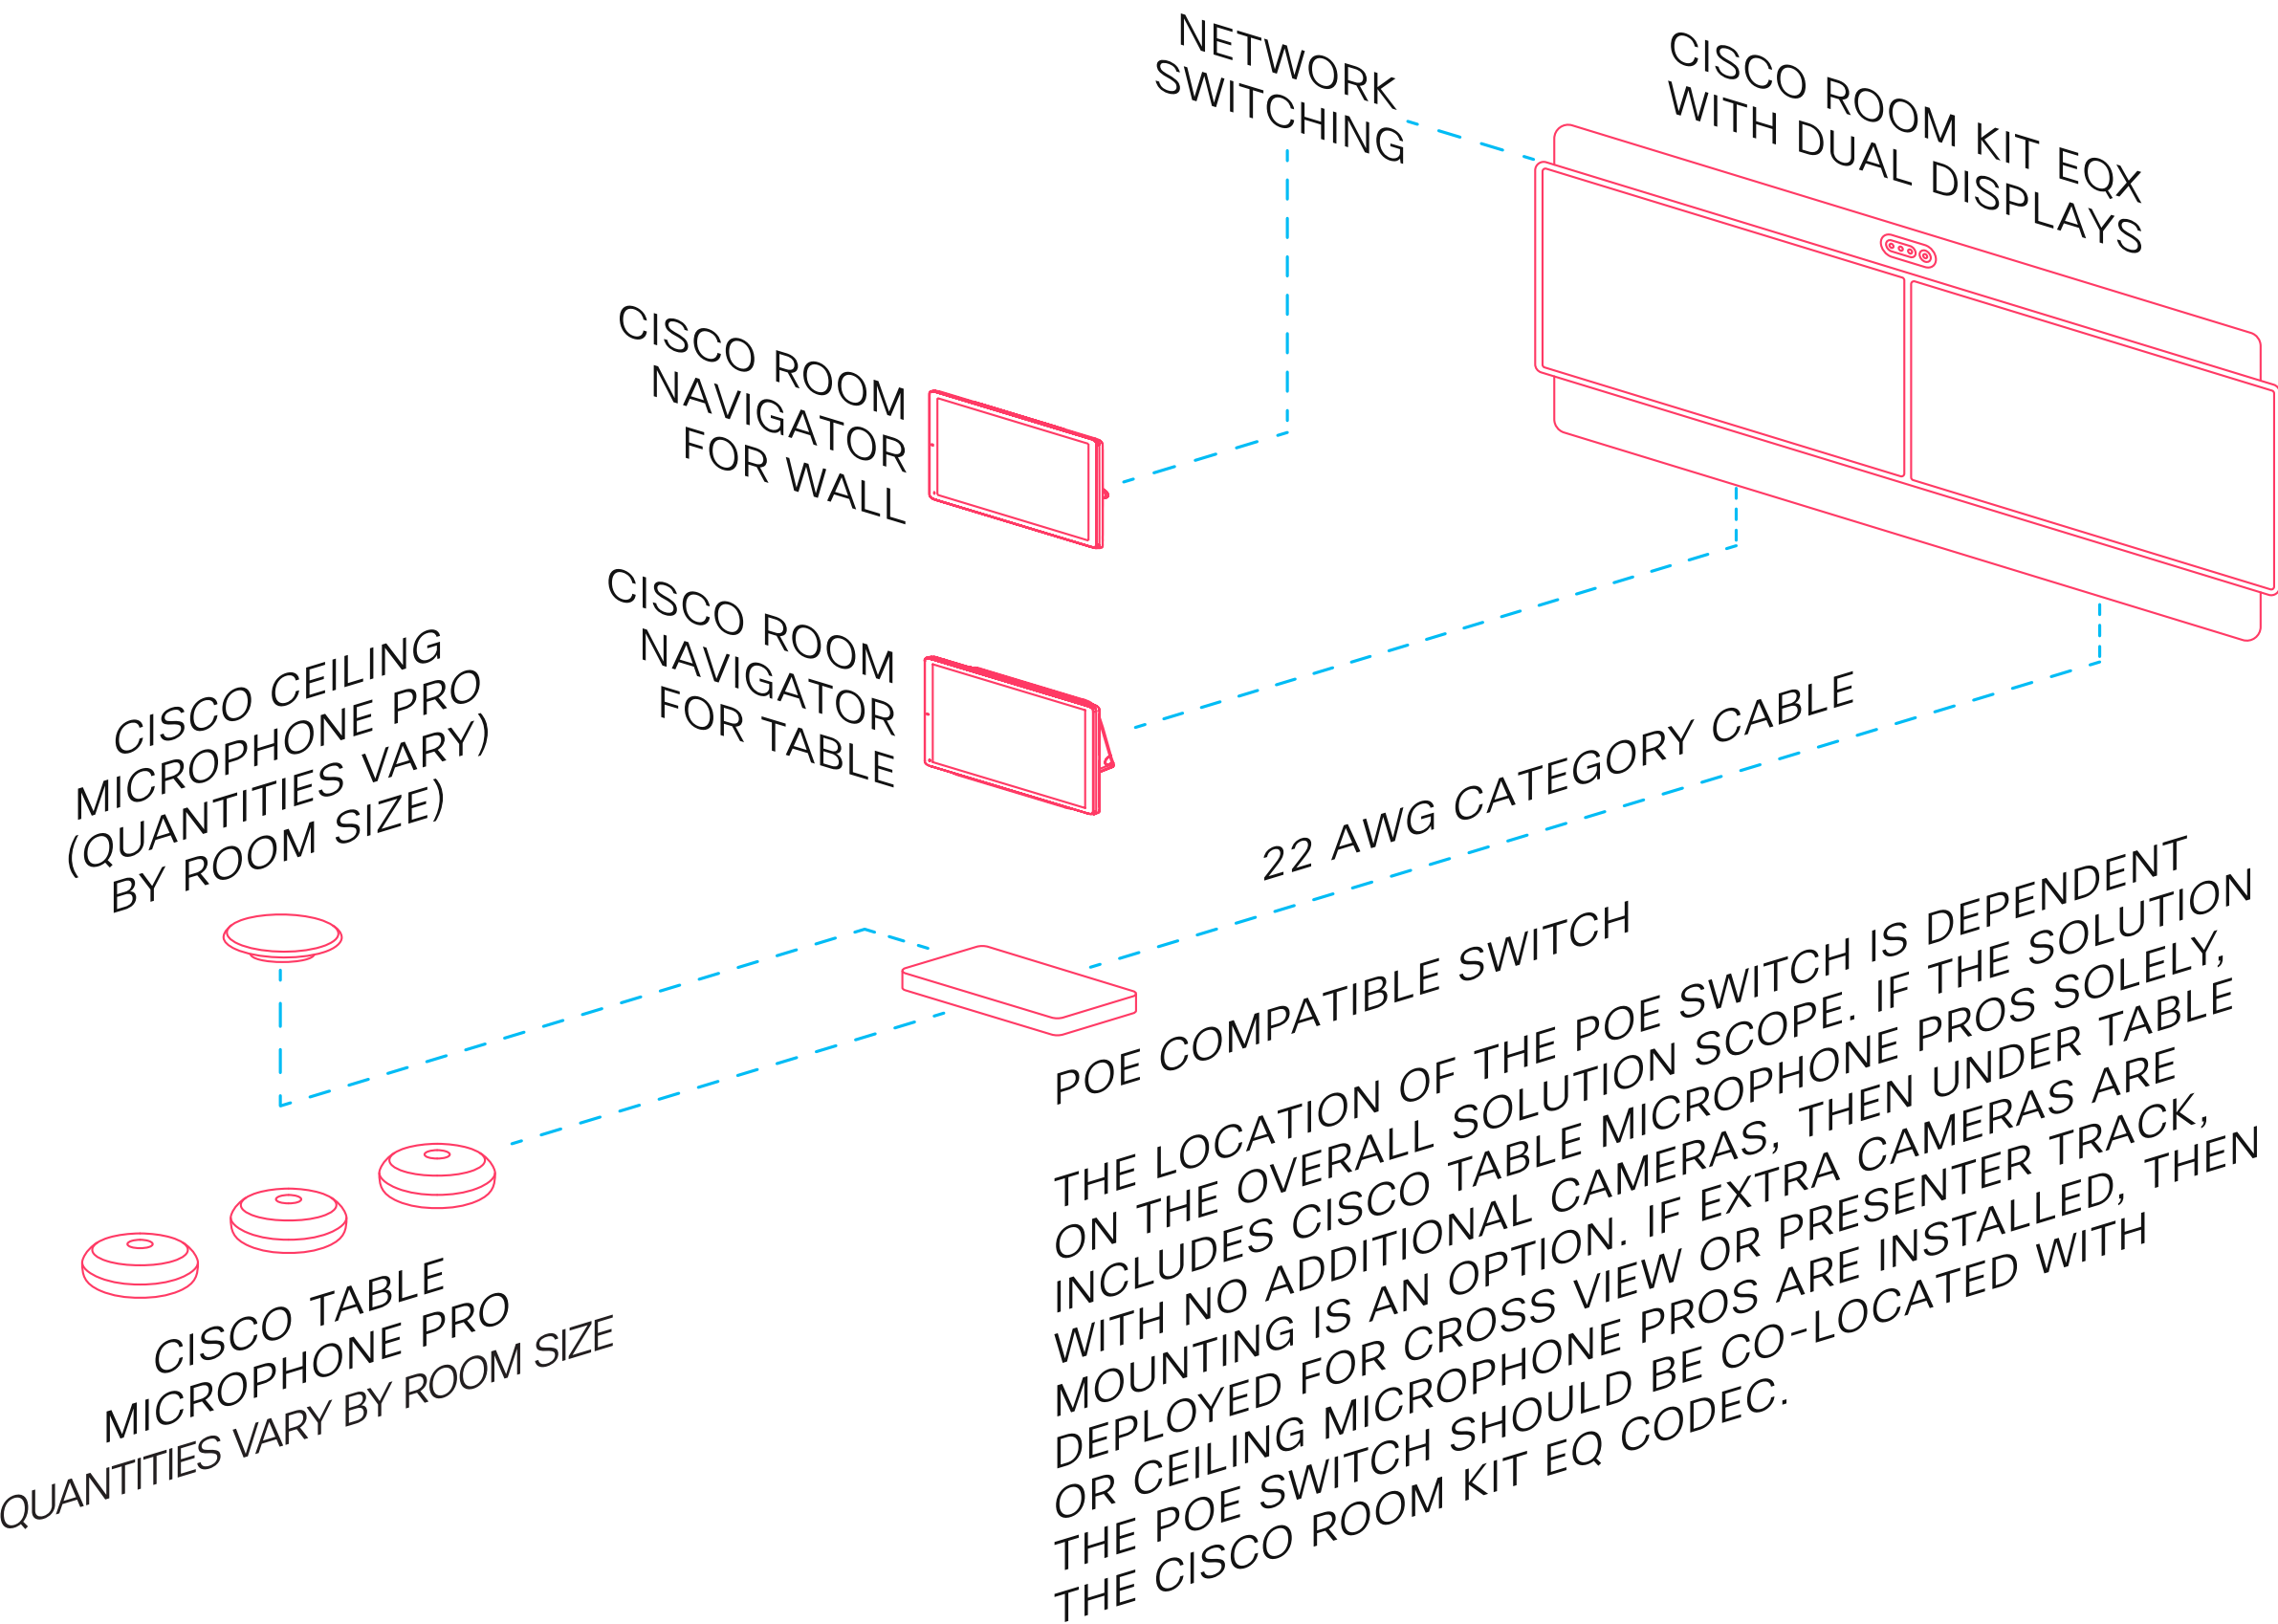 NETWORK
SWITCHING
CISCO ROOM KIT EQX
WITH DUAL DISPLAYS
CISCO ROOM
NAVIGATOR
FOR WALL
CISCO ROOM
NAVIGATOR
FOR TABLE
CISCO CEILING
MICROPHONE PRO
(QUANTITIES VARY)
BY ROOM SIZE)
22 AWG CATEGORY CABLE
POE COMPATIBLE SWITCH
THE LOCATION OF THE POE SWITCH IS DEPENDENT
ON THE OVERALL SOLUTION SCOPE. IF THE SOLUTION
INCLUDES CISCO TABLE MICROPHONE PROS SOLELY,
WITH NO ADDITIONAL CAMERAS, THEN UNDER TABLE
MOUNTING IS AN OPTION. IF EXTRA CAMERAS ARE
DEPLOYED FOR CROSS VIEW OR PRESENTER TRACK,
OR CEILING MICROPHONE PROS ARE INSTALLED, THEN
THE POE SWITCH SHOULD BE CO-LOCATED WITH
THE CISCO ROOM KIT EQ CODEC.
CISCO TABLE
MICROPHONE PRO
QUANTITIES VARY BY ROOM SIZE